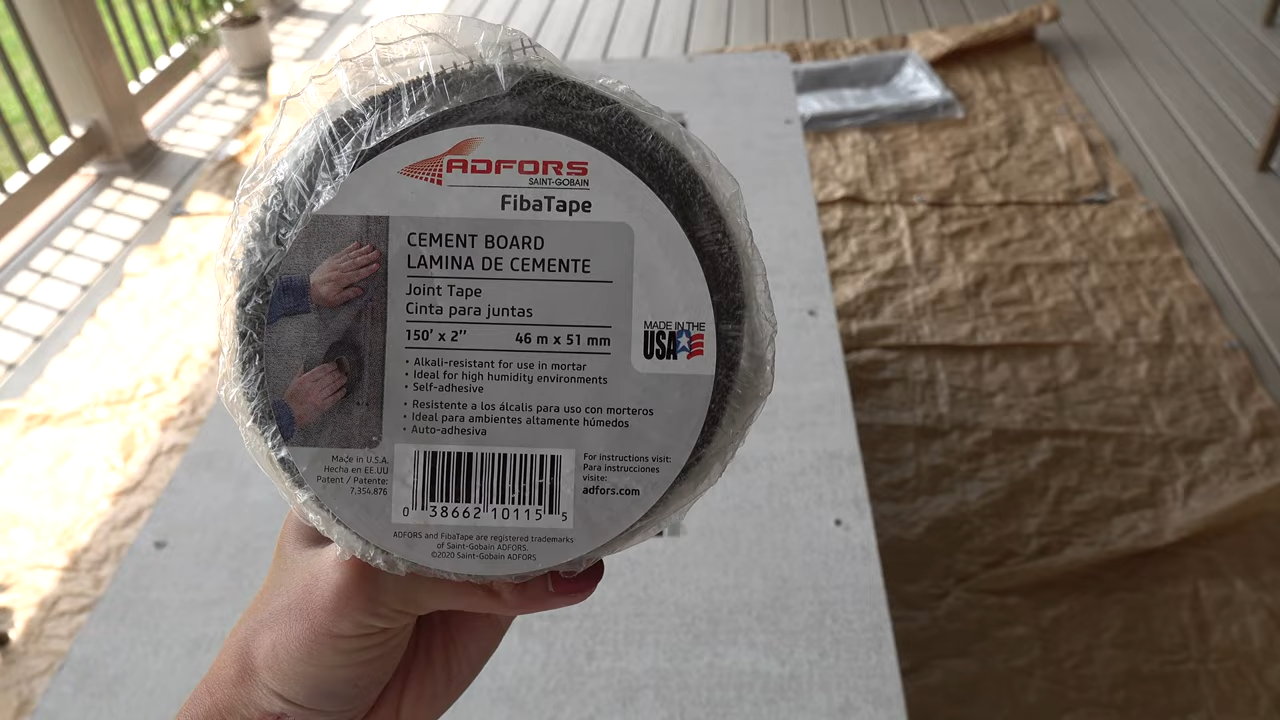 ADFORS
SAINT-GOBAIN
FibaTape
CEMENT BOARD
LAMINA DE CEMENTE
Joint Tape
Cinta para juntas
150' x 2" 46 m x 51 mm
• Alkali-resistant for use in mortar
• Ideal for high humidity environments
• Self-adhesive
• Resistente a los álcalis para uso con morteros
• Ideal para ambientes altamente húmedos
• Auto-adhesiva
MADE IN THE
USA
Made in U.S.A.
Hecha en EE.UU
Patent / Patente:
7,354,876
0 38662 10115 5
For instructions visit:
Para instrucciones
visite:
adfors.com
ADFORS and FibaTape are registered trademarks
of Saint-Gobain ADFORS.
©2020 Saint-Gobain ADFORS